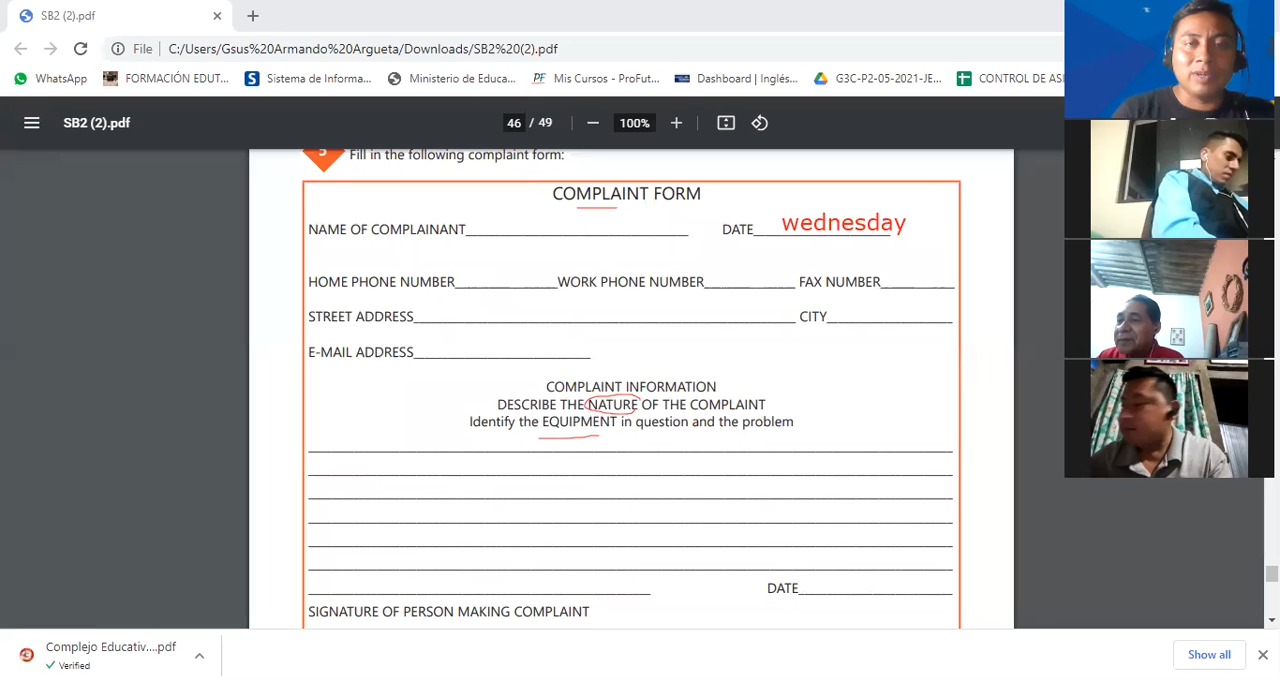 SB2 (2).pdf
File C:/Users/Gsus%20Armando%20Argueta/Downloads/SB2%20(2).pdf
WhatsApp FORMACIÓN EDUT... Sistema de Informa... Ministerio de Educa... PF Mis Cursos - ProFut... Dashboard | Inglés... G3C-P2-05-2021-JE... CONTROL DE ASI
SB2 (2).pdf 46 / 49 100%
5 Fill in the following complaint form:
COMPLAINT FORM
NAME OF COMPLAINANT DATE wednesday
HOME PHONE NUMBER WORK PHONE NUMBER FAX NUMBER
STREET ADDRESS CITY
E-MAIL ADDRESS
COMPLAINT INFORMATION
DESCRIBE THE NATURE OF THE COMPLAINT
Identify the EQUIPMENT in question and the problem
DATE
SIGNATURE OF PERSON MAKING COMPLAINT
Complejo Educativ....pdf
Verified
Show all